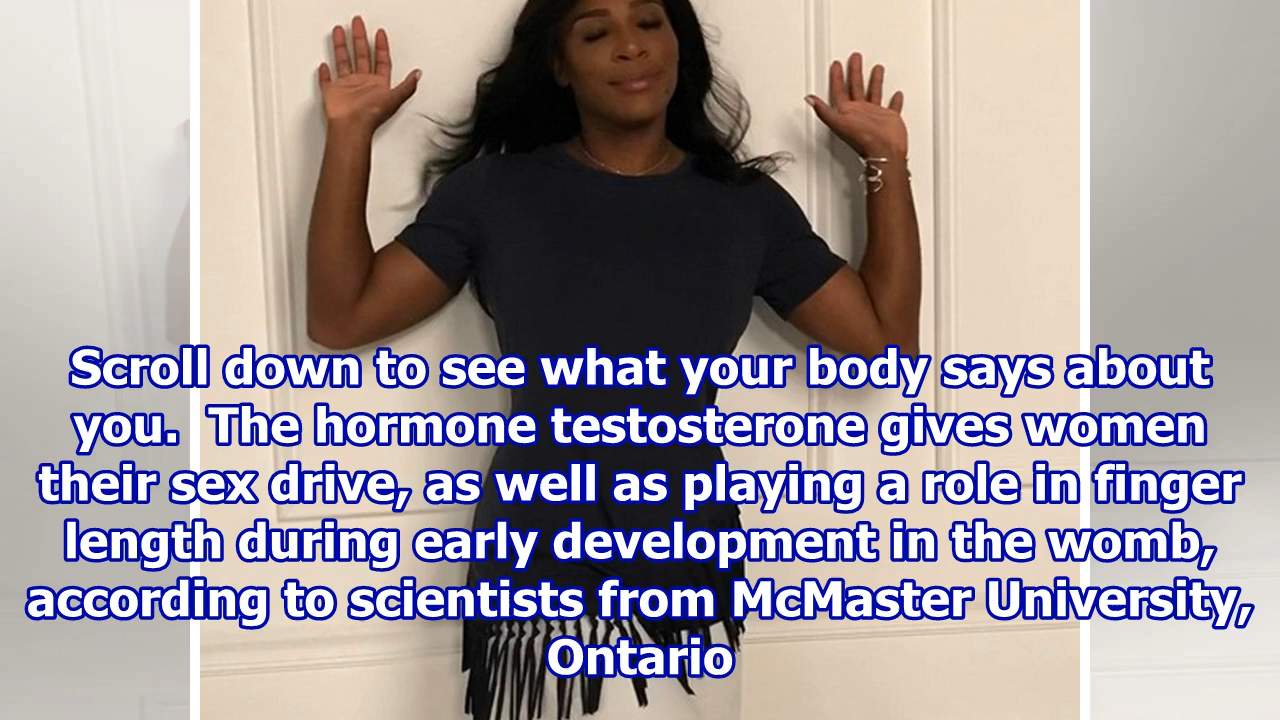 Scroll down to see what your body says about
you.  The hormone testosterone gives women
their sex drive, as well as playing a role in finger
length during early development in the womb,
according to scientists from McMaster University,
Ontario